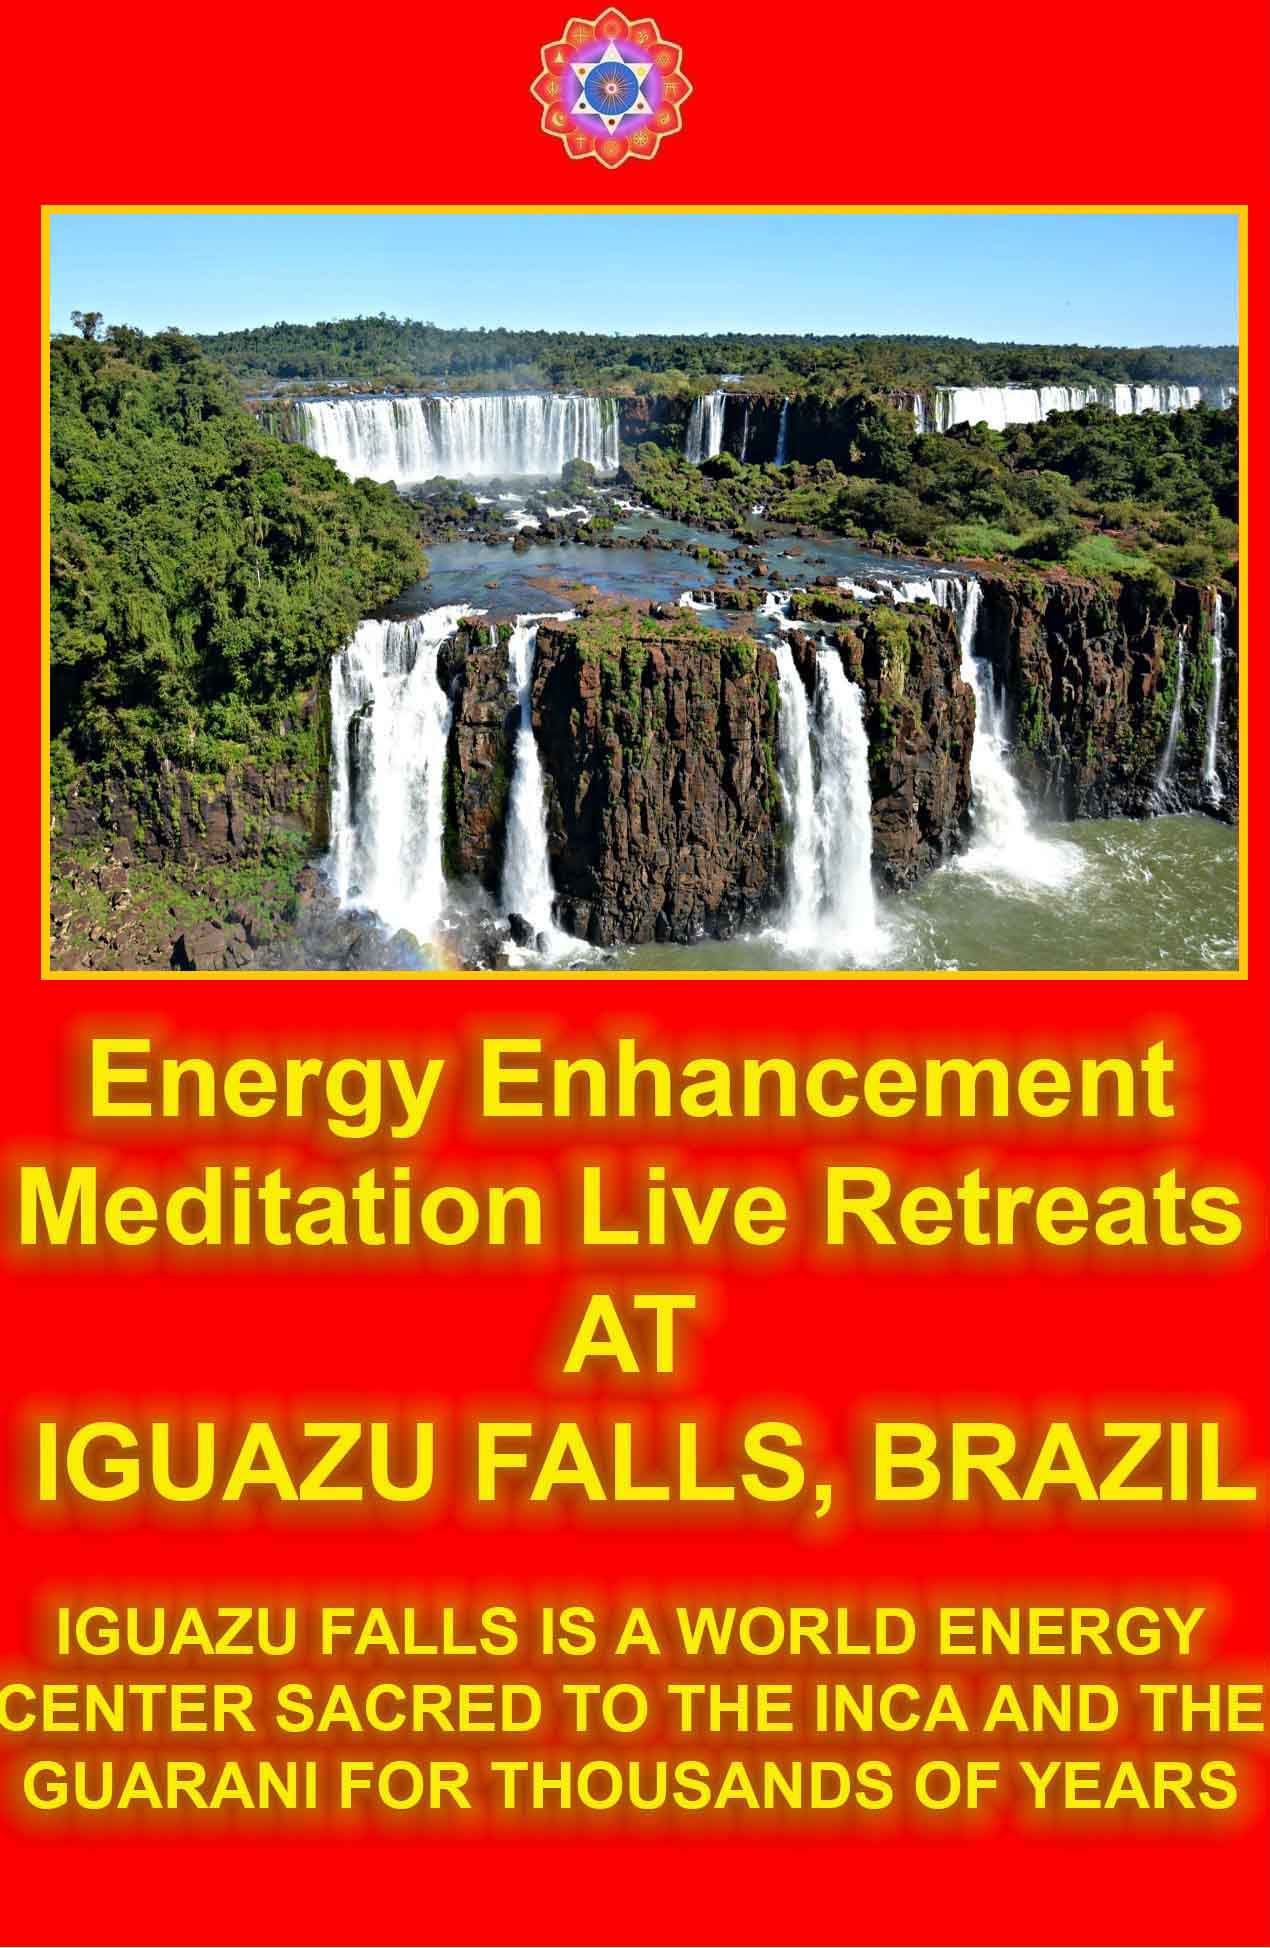 Energy Enhancement
Meditation Live Retreats
AT
IGUAZU FALLS, BRAZIL
IGUAZU FALLS IS A WORLD ENERGY
CENTER SACRED TO THE INCA AND THE
GUARANI FOR THOUSANDS OF YEARS